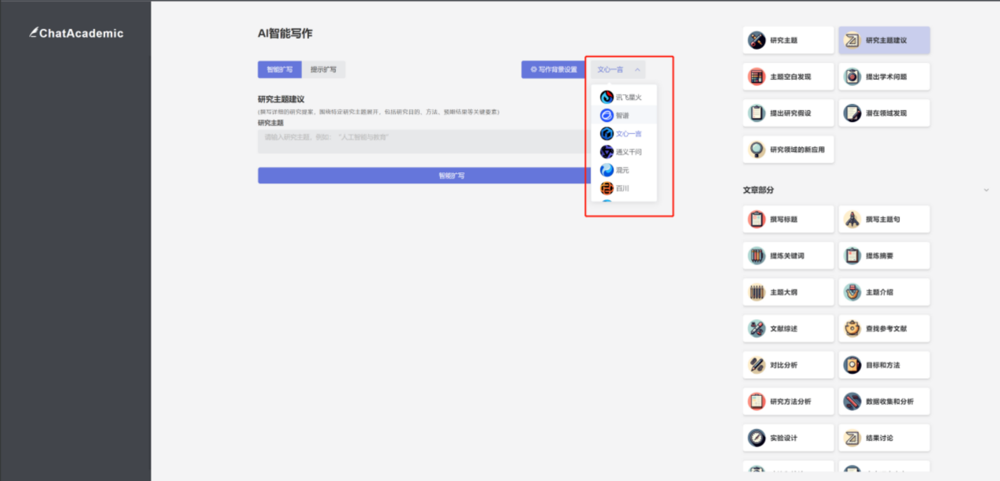 ChatAcademic
AI智能写作
智能扩写
提示扩写
写作背景设置
文心一言
研究主题建议
(撰写详细的研究提案，围绕特定研究主题展开，包括研究目的、方法、预期结果等关键要素)
研究主题
请输入研究主题，例如：“人工智能与教育”
智能扩写
讯飞星火
智谱
文心一言
通义千问
混元
百川
研究主题
研究主题建议
主题空白发现
提出学术问题
提出研究假设
潜在领域发现
研究领域的新应用
文章部分
撰写标题
撰写主题句
提炼关键词
提炼摘要
主题大纲
主题介绍
文献综述
查找参考文献
对比分析
目标和方法
研究方法分析
数据收集和分析
实验设计
结果讨论